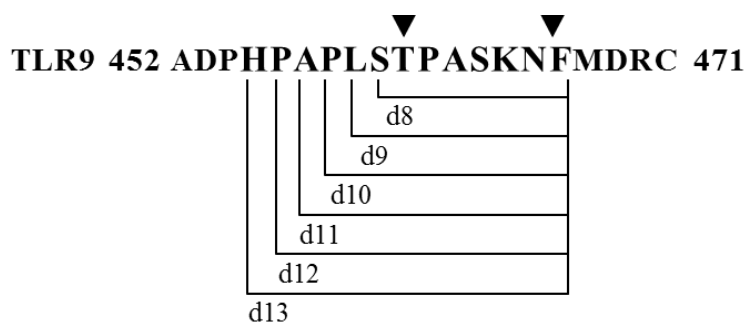 TLR9 452 ADPHPAPLSTPASKNFMDRC 471
d8
d9
d10
d11
d12
d13